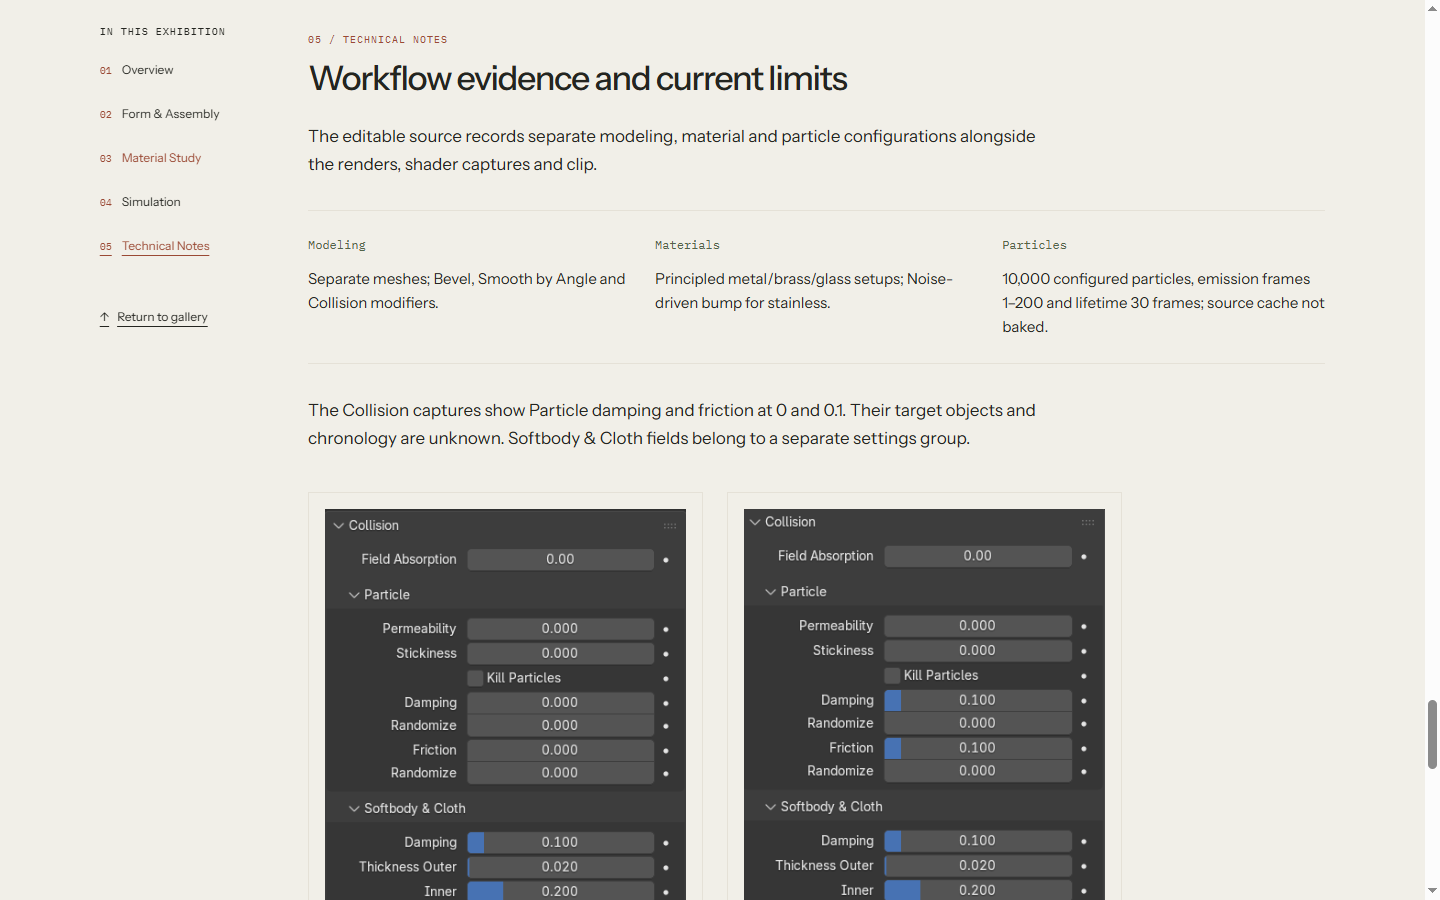 IN THIS EXHIBITION
01 Overview
02 Form & Assembly
03 Material Study
04 Simulation
05 Technical Notes
↑ Return to gallery
05 / TECHNICAL NOTES
Workflow evidence and current limits
The editable source records separate modeling, material and particle configurations alongside
the renders, shader captures and clip.
Modeling
Separate meshes; Bevel, Smooth by Angle and
Collision modifiers.
Materials
Principled metal/brass/glass setups; Noise-
driven bump for stainless.
Particles
10,000 configured particles, emission frames
1–200 and lifetime 30 frames; source cache not
baked.
The Collision captures show Particle damping and friction at 0 and 0.1. Their target objects and
chronology are unknown. Softbody & Cloth fields belong to a separate settings group.
Collision
Field Absorption 0.00
Particle
Permeability 0.000
Stickiness 0.000
Kill Particles
Damping 0.000
Randomize 0.000
Friction 0.000
Randomize 0.000
Softbody & Cloth
Damping 0.100
Thickness Outer 0.020
Inner 0.200
Collision
Field Absorption 0.00
Particle
Permeability 0.000
Stickiness 0.000
Kill Particles
Damping 0.100
Randomize 0.000
Friction 0.100
Randomize 0.000
Softbody & Cloth
Damping 0.100
Thickness Outer 0.020
Inner 0.200